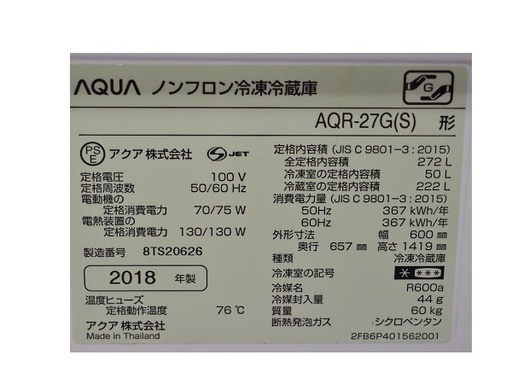 AQUA ノンフロン冷凍冷蔵庫
G
AQR-27G(S) 形
PSE アクア 株式会社 S JET
定格電圧 100 V
定格周波数 50/60 Hz
電動機の
定格消費電力 70/75 W
電熱装置の
定格消費電力 130/130 W
製造番号 8TS20626
2018 年製
温度ヒューズ
定格動作温度 76℃
アクア 株式会社
Made in Thailand
定格内容積 (JIS C 9801-3 : 2015)
全定格内容積 272 L
冷凍室の定格内容積 50 L
冷蔵室の定格内容積 222 L
消費電力量 (JIS C 9801-3 : 2015)
50Hz 367 kWh/年
60Hz 367 kWh/年
外形寸法 幅 600 mm
奥行 657 mm 高さ 1419 mm
種類 冷凍冷蔵庫
冷凍室の記号 * ***
冷媒名 R600a
冷媒封入量 44 g
質量 60 kg
断熱発泡ガス シクロペンタン
2FB6P401562001